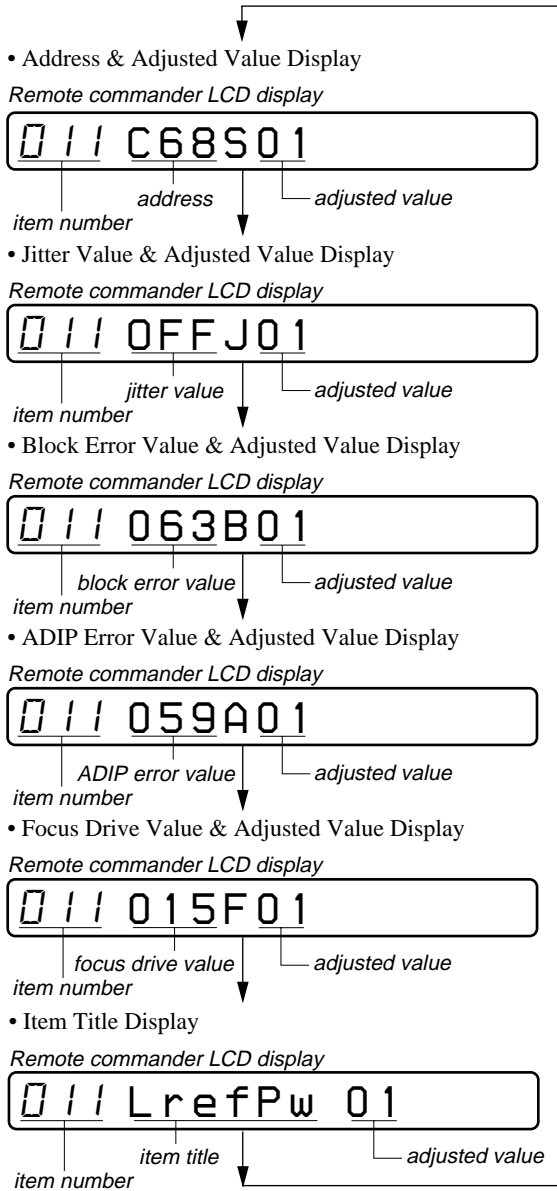 • Address & Adjusted Value Display
Remote commander LCD display
011 C68S01
address
adjusted value
item number
• Jitter Value & Adjusted Value Display
Remote commander LCD display
011 OFFJ01
jitter value
adjusted value
item number
• Block Error Value & Adjusted Value Display
Remote commander LCD display
011 063B01
block error value
adjusted value
item number
• ADIP Error Value & Adjusted Value Display
Remote commander LCD display
011 059A01
ADIP error value
adjusted value
item number
• Focus Drive Value & Adjusted Value Display
Remote commander LCD display
011 015F01
focus drive value
adjusted value
item number
• Item Title Display
Remote commander LCD display
011 LrefPw 01
item title
adjusted value
item number